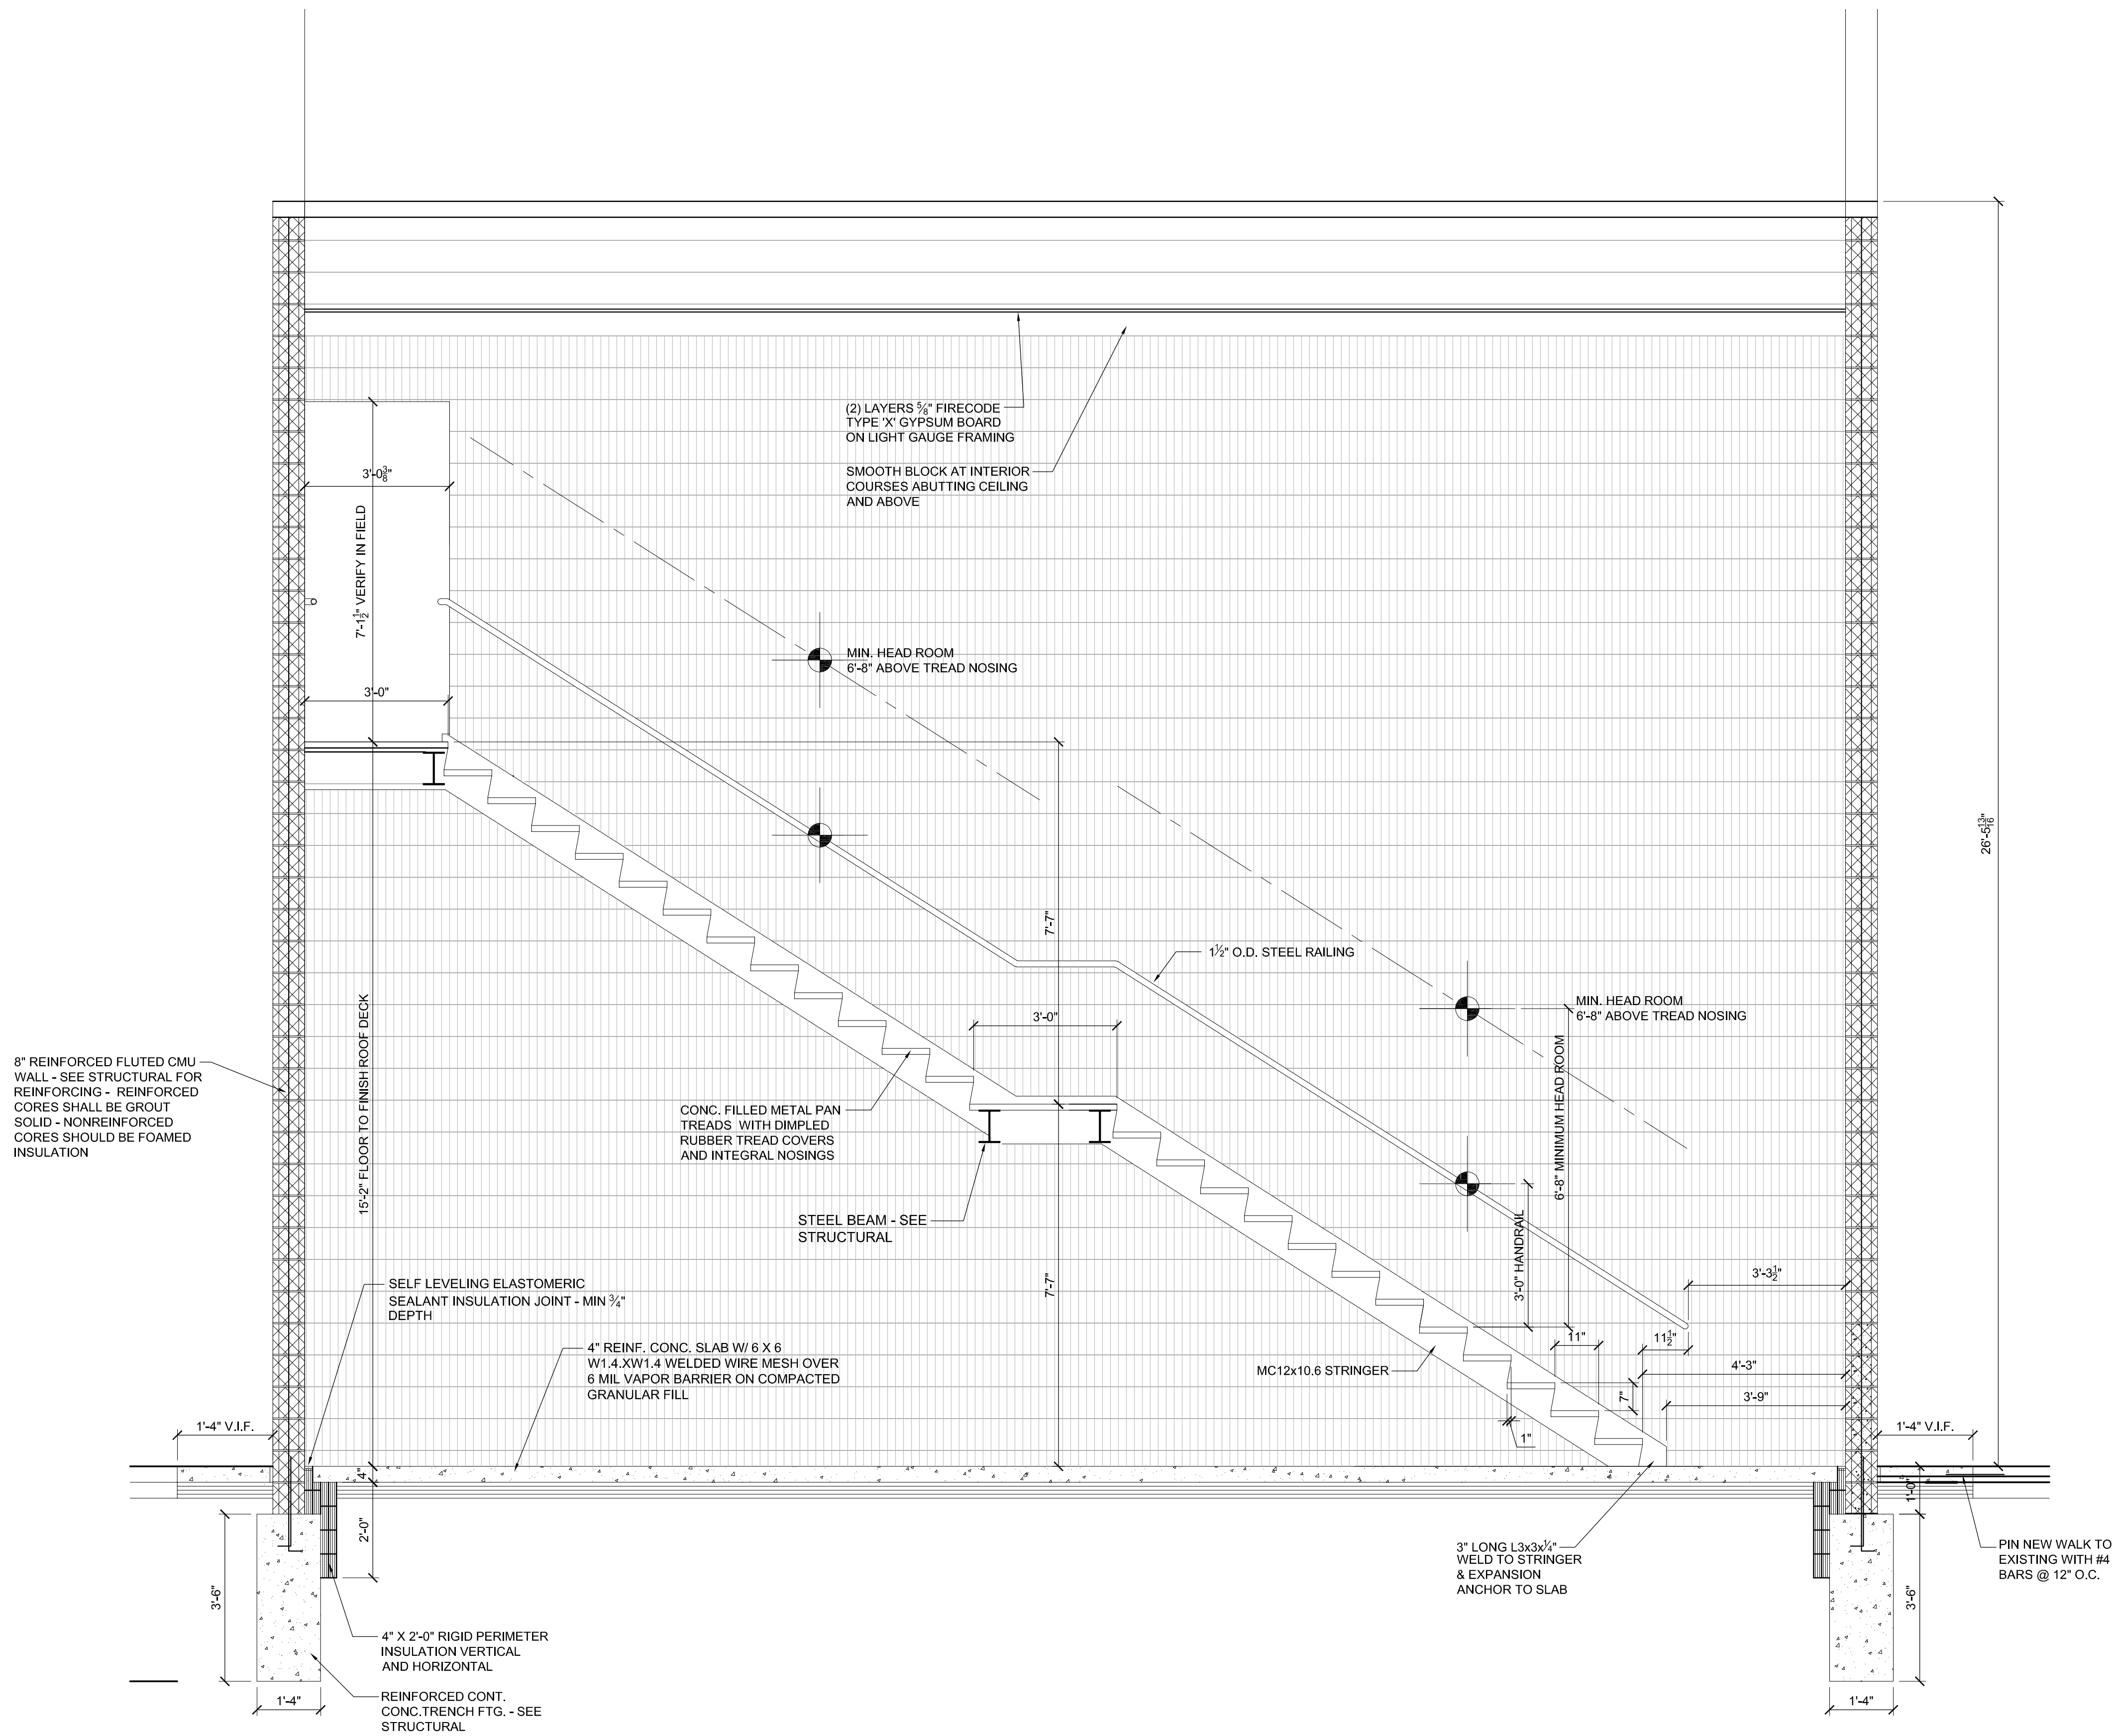 (2) LAYERS ⅝" FIRECODE
TYPE 'X' GYPSUM BOARD
ON LIGHT GAUGE FRAMING
SMOOTH BLOCK AT INTERIOR
COURSES ABUTTING CEILING
AND ABOVE
3'-0⅜"
7'-1½" VERIFY IN FIELD
3'-0"
MIN. HEAD ROOM
6'-8" ABOVE TREAD NOSING
26'-5 13/16"
7'-7"
1½" O.D. STEEL RAILING
MIN. HEAD ROOM
6'-8" ABOVE TREAD NOSING
3'-0"
15'-2" FLOOR TO FINISH ROOF DECK
6'-8" MINIMUM HEAD ROOM
8" REINFORCED FLUTED CMU
WALL - SEE STRUCTURAL FOR
REINFORCING - REINFORCED
CORES SHALL BE GROUT
SOLID - NONREINFORCED
CORES SHOULD BE FOAMED
INSULATION
CONC. FILLED METAL PAN
TREADS WITH DIMPLED
RUBBER TREAD COVERS
AND INTEGRAL NOSINGS
STEEL BEAM - SEE
STRUCTURAL
3'-0" HANDRAIL
7'-7"
3'-3½"
SELF LEVELING ELASTOMERIC
SEALANT INSULATION JOINT - MIN ¾"
DEPTH
4" REINF. CONC. SLAB W/ 6 X 6
W1.4.XW1.4 WELDED WIRE MESH OVER
6 MIL VAPOR BARRIER ON COMPACTED
GRANULAR FILL
MC12x10.6 STRINGER
11"
11½"
4'-3"
7"
3'-9"
1"
1'-4" V.I.F.
1'-4" V.I.F.
4"
2'-0"
1'-0"
3'-6"
3'-6"
3" LONG L3x3x¼"
WELD TO STRINGER
& EXPANSION
ANCHOR TO SLAB
PIN NEW WALK TO
EXISTING WITH #4
BARS @ 12" O.C.
4" X 2'-0" RIGID PERIMETER
INSULATION VERTICAL
AND HORIZONTAL
REINFORCED CONT.
CONC.TRENCH FTG. - SEE
STRUCTURAL
1'-4"
1'-4"